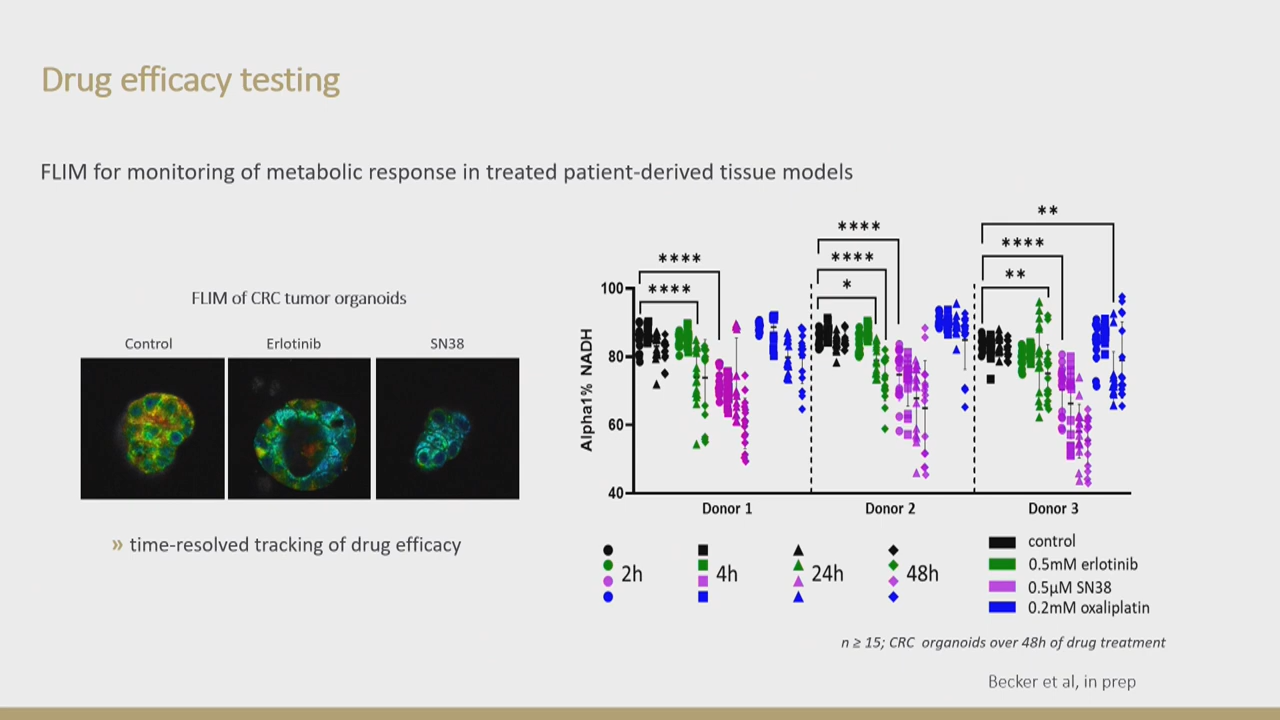 Drug efficacy testing
FLIM for monitoring of metabolic response in treated patient-derived tissue models
FLIM of CRC tumor organoids
Control
Erlotinib
SN38
» time-resolved tracking of drug efficacy
Alpha1% NADH
100
80
60
40
****
****
****
****
*
**
****
**
Donor 1
Donor 2
Donor 3
2h
4h
24h
48h
control
0.5mM erlotinib
0.5µM SN38
0.2mM oxaliplatin
n ≥ 15; CRC organoids over 48h of drug treatment
Becker et al, in prep